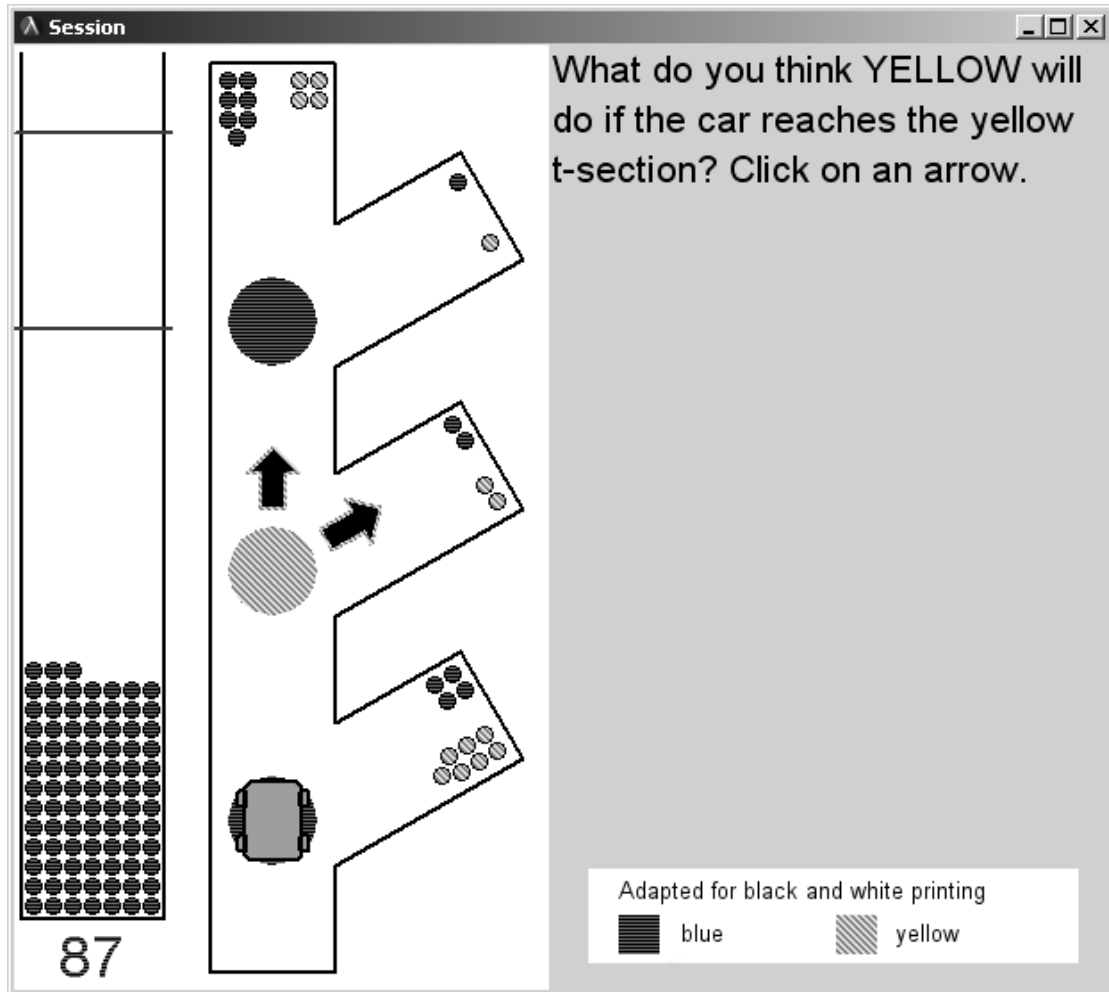 Session
What do you think YELLOW will
do if the car reaches the yellow
t-section? Click on an arrow.
Adapted for black and white printing
blue
yellow
87